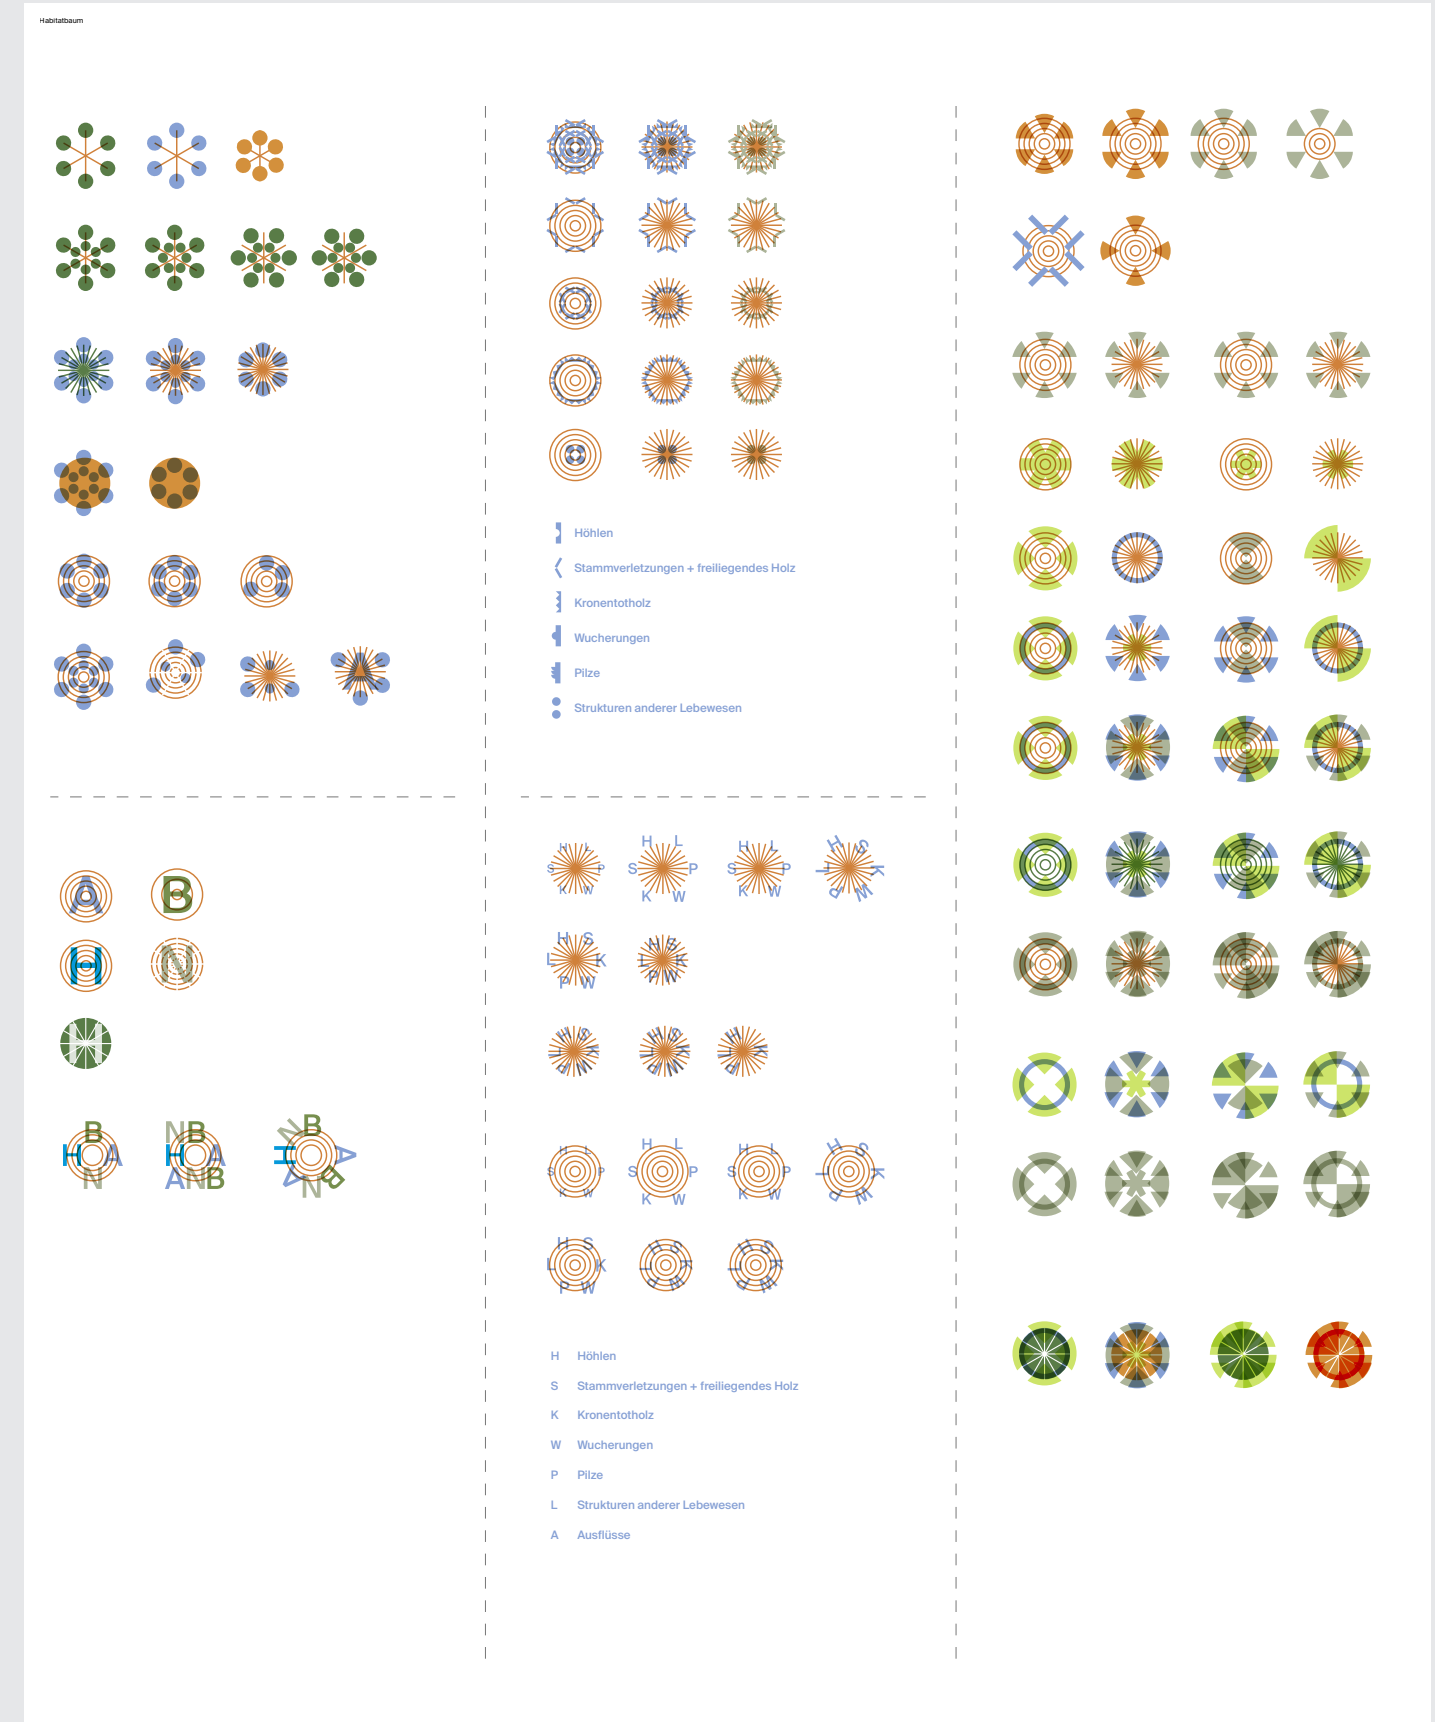 Habitatbaum
Höhlen
Stammverletzungen + freiliegendes Holz
Kronentotholz
Wucherungen
Pilze
Strukturen anderer Lebewesen
A
B
H
N
H
B
H A
N
N B
H A
A N B
N B
H A
A N B
H L
S P
K W
H L
S P
K W
H L
S P
K W
H S
L K
P W
H S
L K
P W
H S
L K
P W
H S
L K
P W
H S
L K
P W
H L
S P
K W
H L
S P
K W
H L
S P
K W
H S
L K
P W
H S
L K
P W
H S
L K
P W
H S
L K
P W
H Höhlen
S Stammverletzungen + freiliegendes Holz
K Kronentotholz
W Wucherungen
P Pilze
L Strukturen anderer Lebewesen
A Ausflüsse